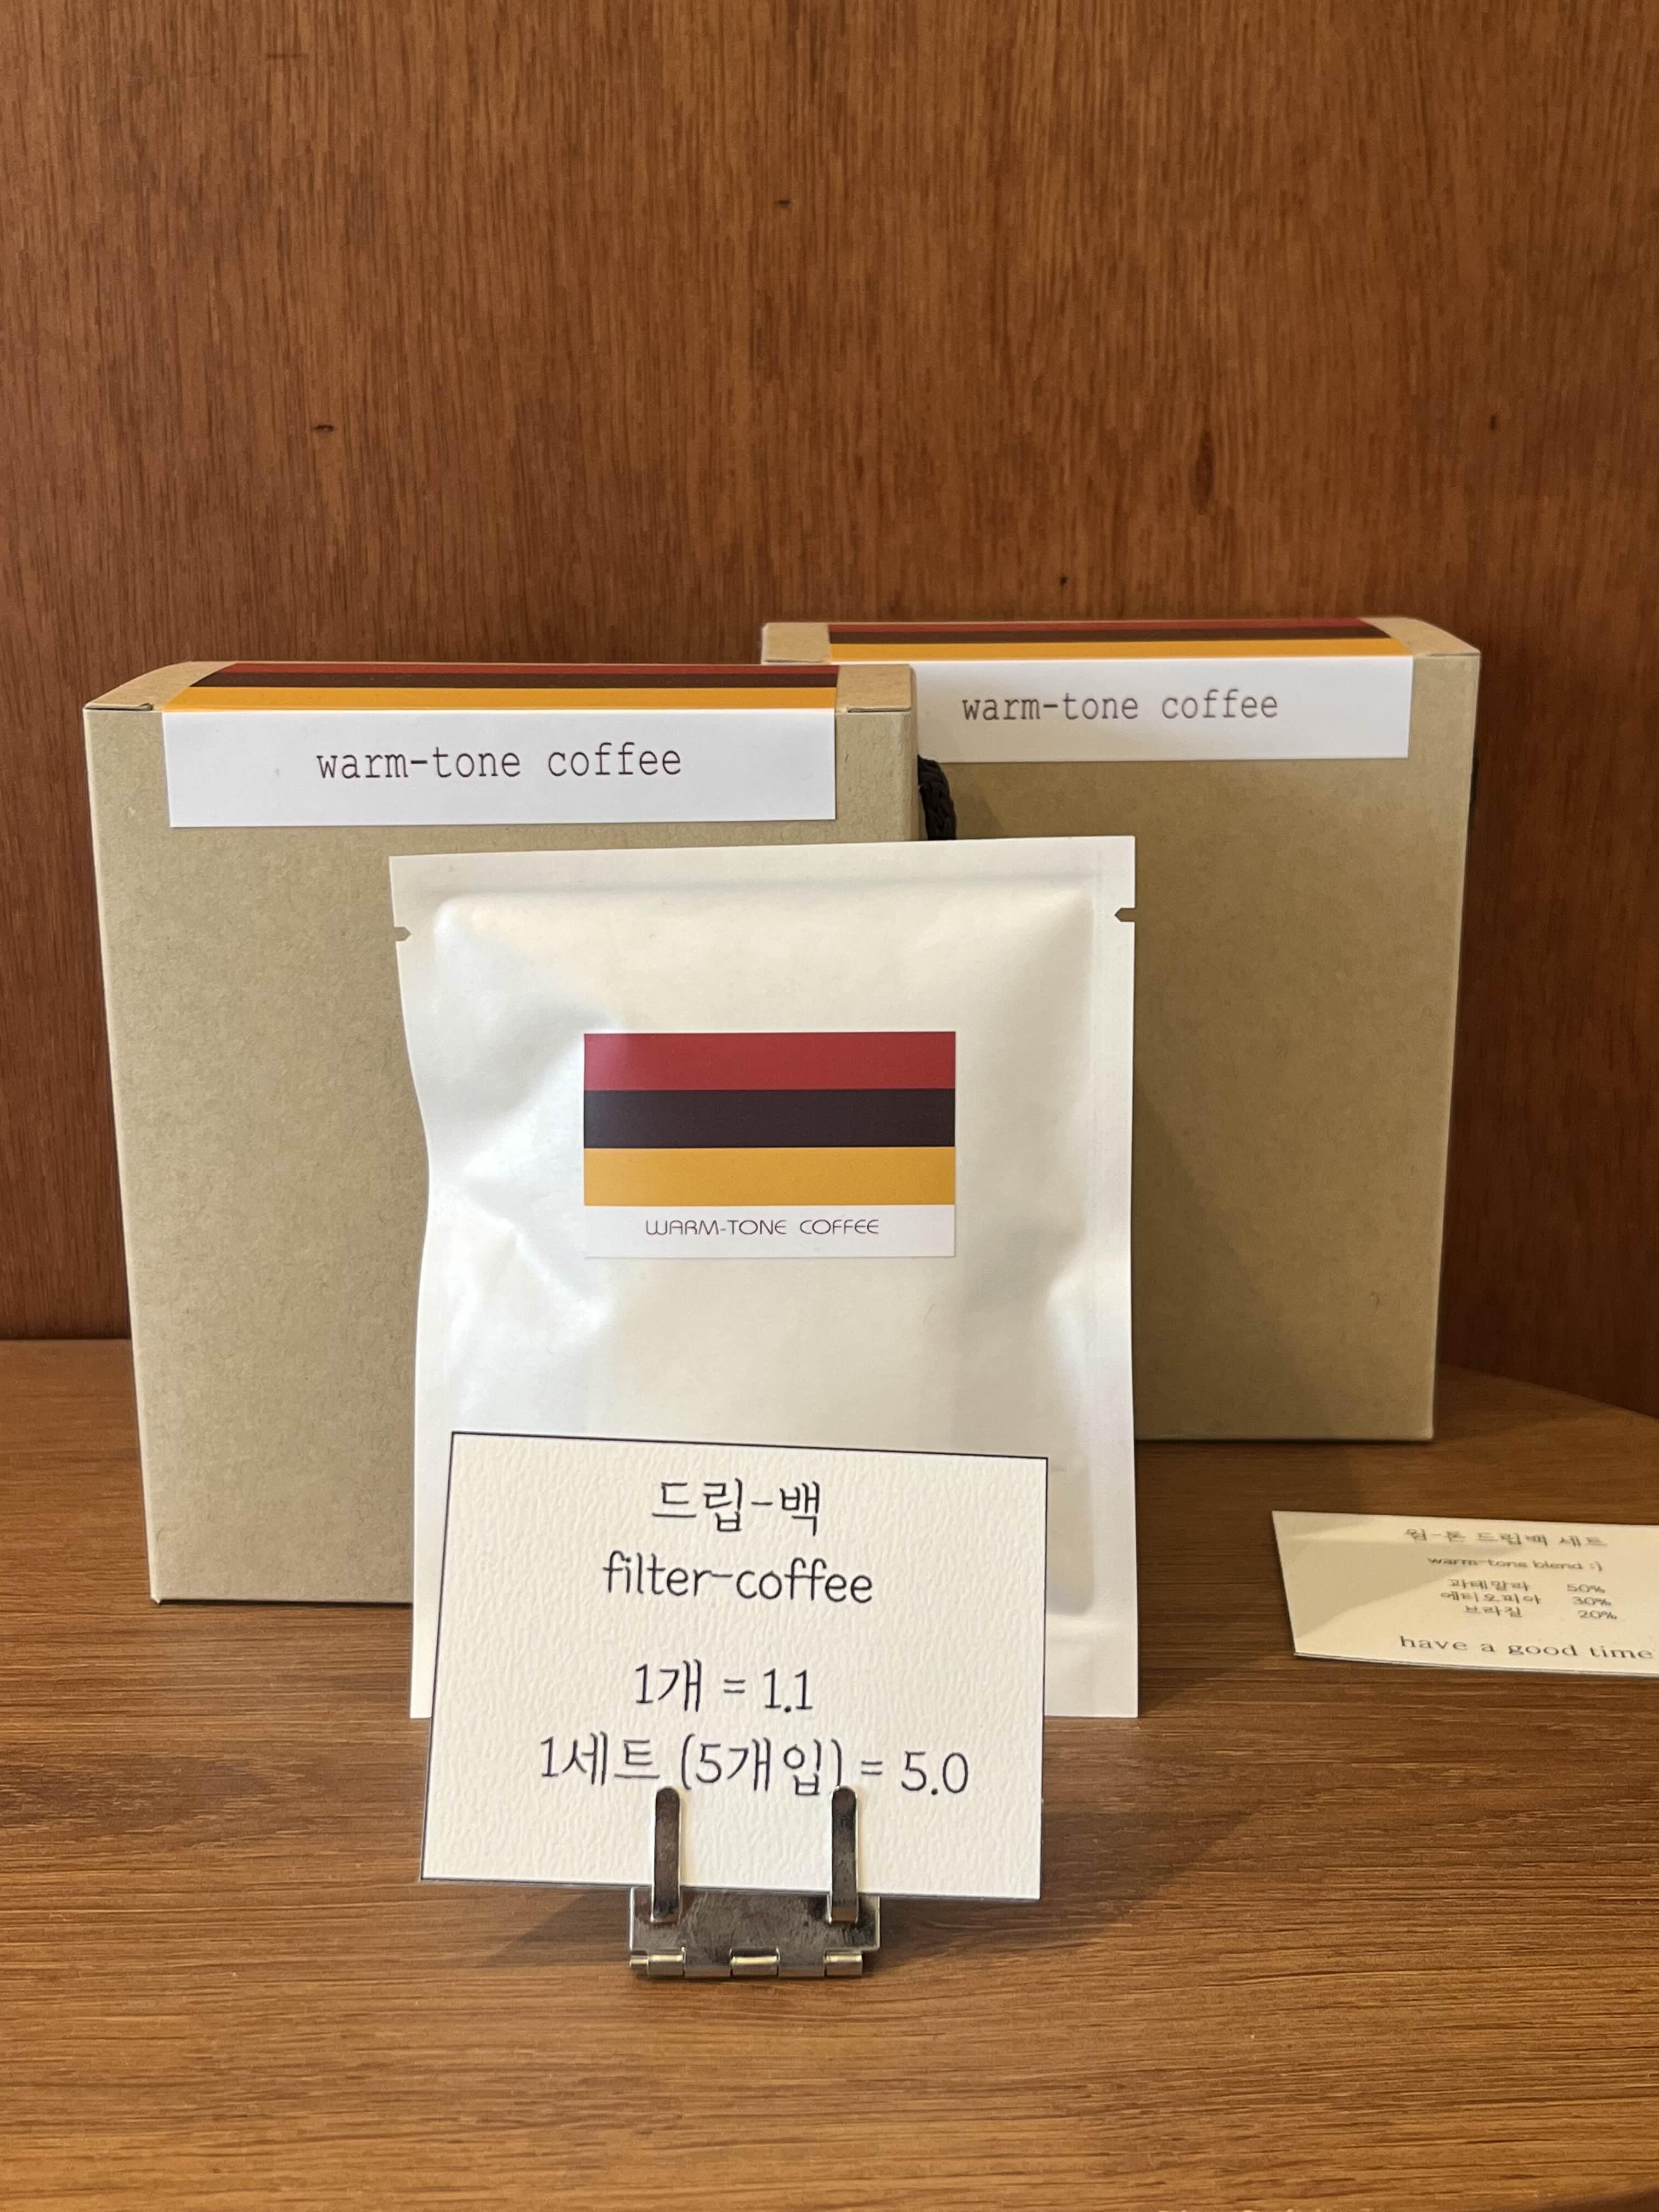 warm-tone coffee
warm-tone coffee
WARM-TONE COFFEE
드립-백
filter-coffee
1개 = 1.1
1세트 (5개입) = 5.0
웜-톤 드립백 세트
warm-tone blend :)
과테말라 50%
에티오피아 30%
브라질 20%
have a good time